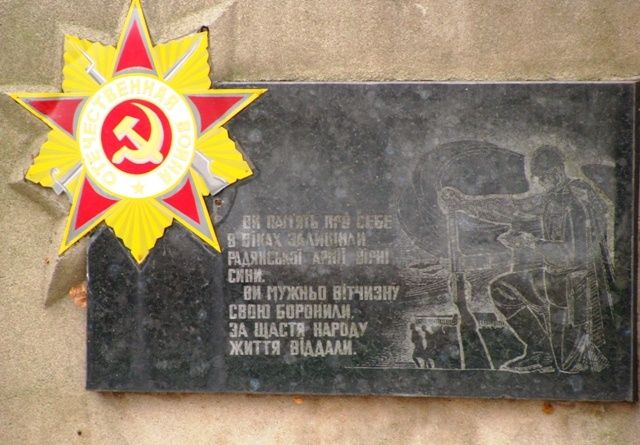 ОТЕЧЕСТВЕННАЯ ВОЙНА
ВИ ПАМ'ЯТЬ ПРО СЕБЕ
В ВІКАХ ЗАЛИШИЛИ,
РАДЯНСЬКОЇ АРМІЇ ВІРНІ
СИНИ.
ВИ МУЖНЬО ВІТЧИЗНУ
СВОЮ БОРОНИЛИ,
ЗА ЩАСТЯ НАРОДУ
ЖИТТЯ ВІДДАЛИ.